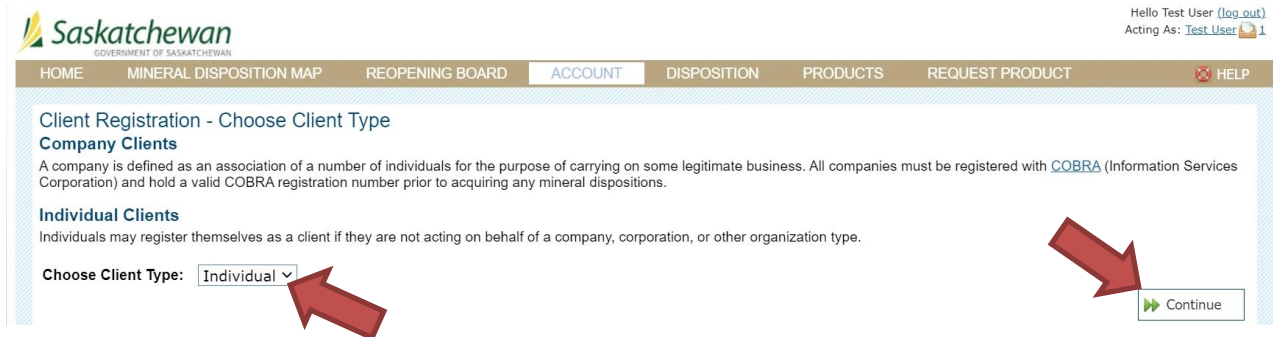 Saskatchewan
GOVERNMENT OF SASKATCHEWAN
Hello Test User (log out)
Acting As: Test User 1
HOME MINERAL DISPOSITION MAP REOPENING BOARD ACCOUNT DISPOSITION PRODUCTS REQUEST PRODUCT HELP
Client Registration - Choose Client Type
Company Clients
A company is defined as an association of a number of individuals for the purpose of carrying on some legitimate business. All companies must be registered with COBRA (Information Services
Corporation) and hold a valid COBRA registration number prior to acquiring any mineral dispositions.
Individual Clients
Individuals may register themselves as a client if they are not acting on behalf of a company, corporation, or other organization type.
Choose Client Type: Individual
Continue